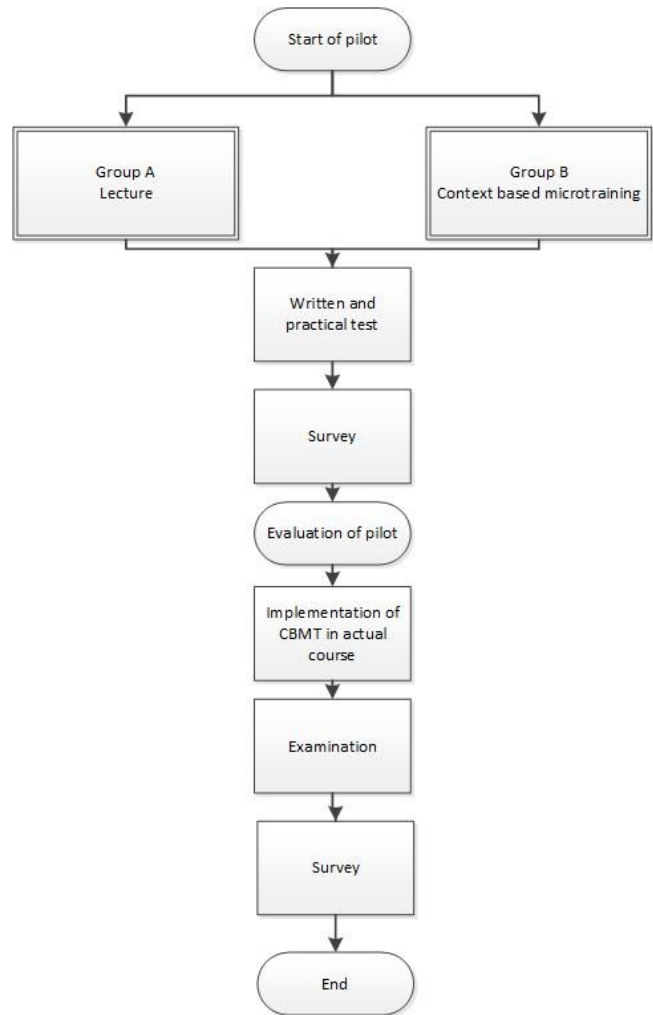 Start of pilot
Group A
Lecture
Group B
Context based microtraining
Written and
practical test
Survey
Evaluation of pilot
Implementation of
CBMT in actual
course
Examination
Survey
End